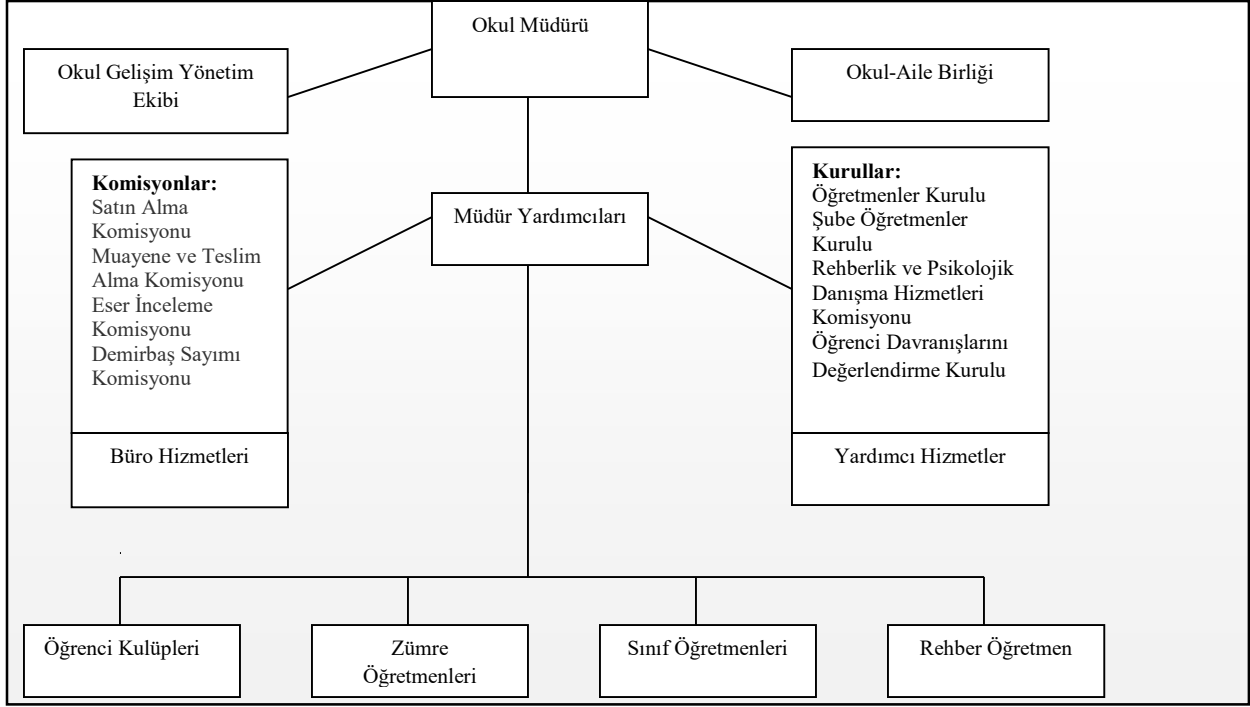 Okul Müdürü
Okul Gelişim Yönetim
Ekibi
Okul-Aile Birliği
Komisyonlar:
Satın Alma
Komisyonu
Muayene ve Teslim
Alma Komisyonu
Eser İnceleme
Komisyonu
Demirbaş Sayımı
Komisyonu
Müdür Yardımcıları
Kurullar:
Öğretmenler Kurulu
Şube Öğretmenler
Kurulu
Rehberlik ve Psikolojik
Danışma Hizmetleri
Komisyonu
Öğrenci Davranışlarını
Değerlendirme Kurulu
Büro Hizmetleri
Yardımcı Hizmetler
Öğrenci Kulüpleri
Zümre
Öğretmenleri
Sınıf Öğretmenleri
Rehber Öğretmen